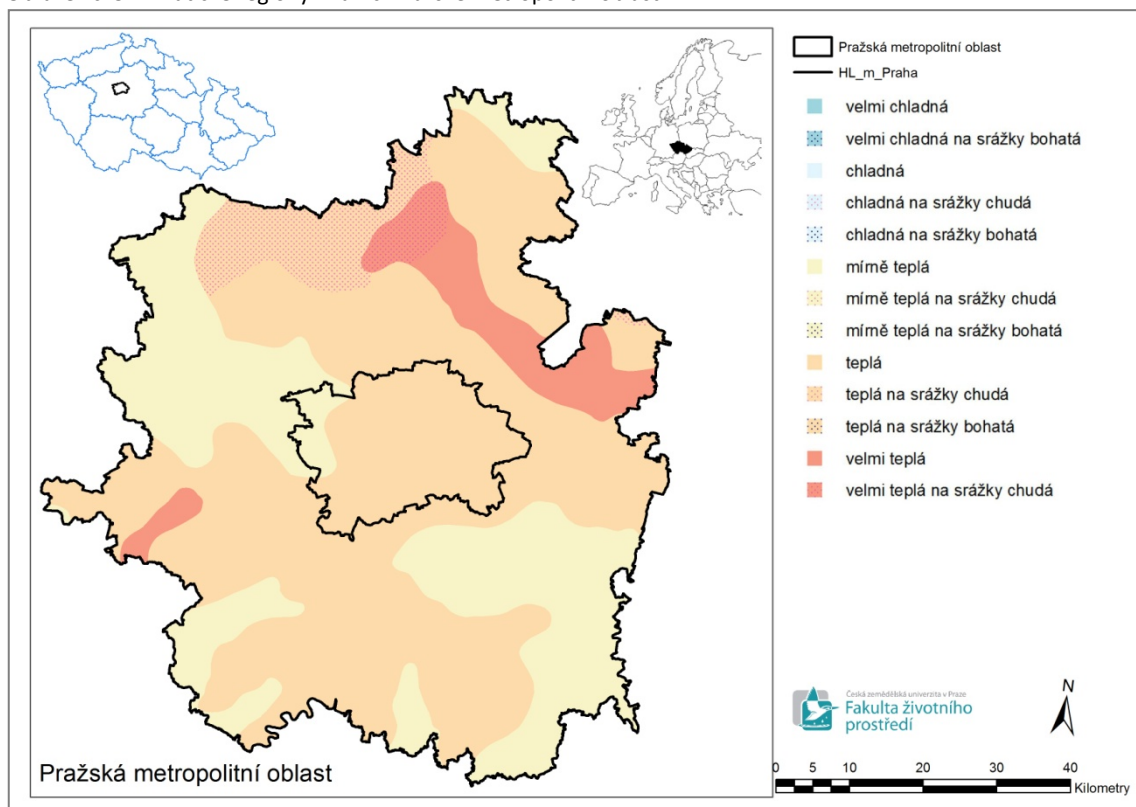 Pražská metropolitní oblast
HL_m_Praha
velmi chladná
velmi chladná na srážky bohatá
chladná
chladná na srážky chudá
chladná na srážky bohatá
mírně teplá
mírně teplá na srážky chudá
mírně teplá na srážky bohatá
teplá
teplá na srážky chudá
teplá na srážky bohatá
velmi teplá
velmi teplá na srážky chudá
Česká zemědělská univerzita v Praze
Fakulta životního
prostředí
N
Pražská metropolitní oblast
0 5 10 20 30 40
Kilometry